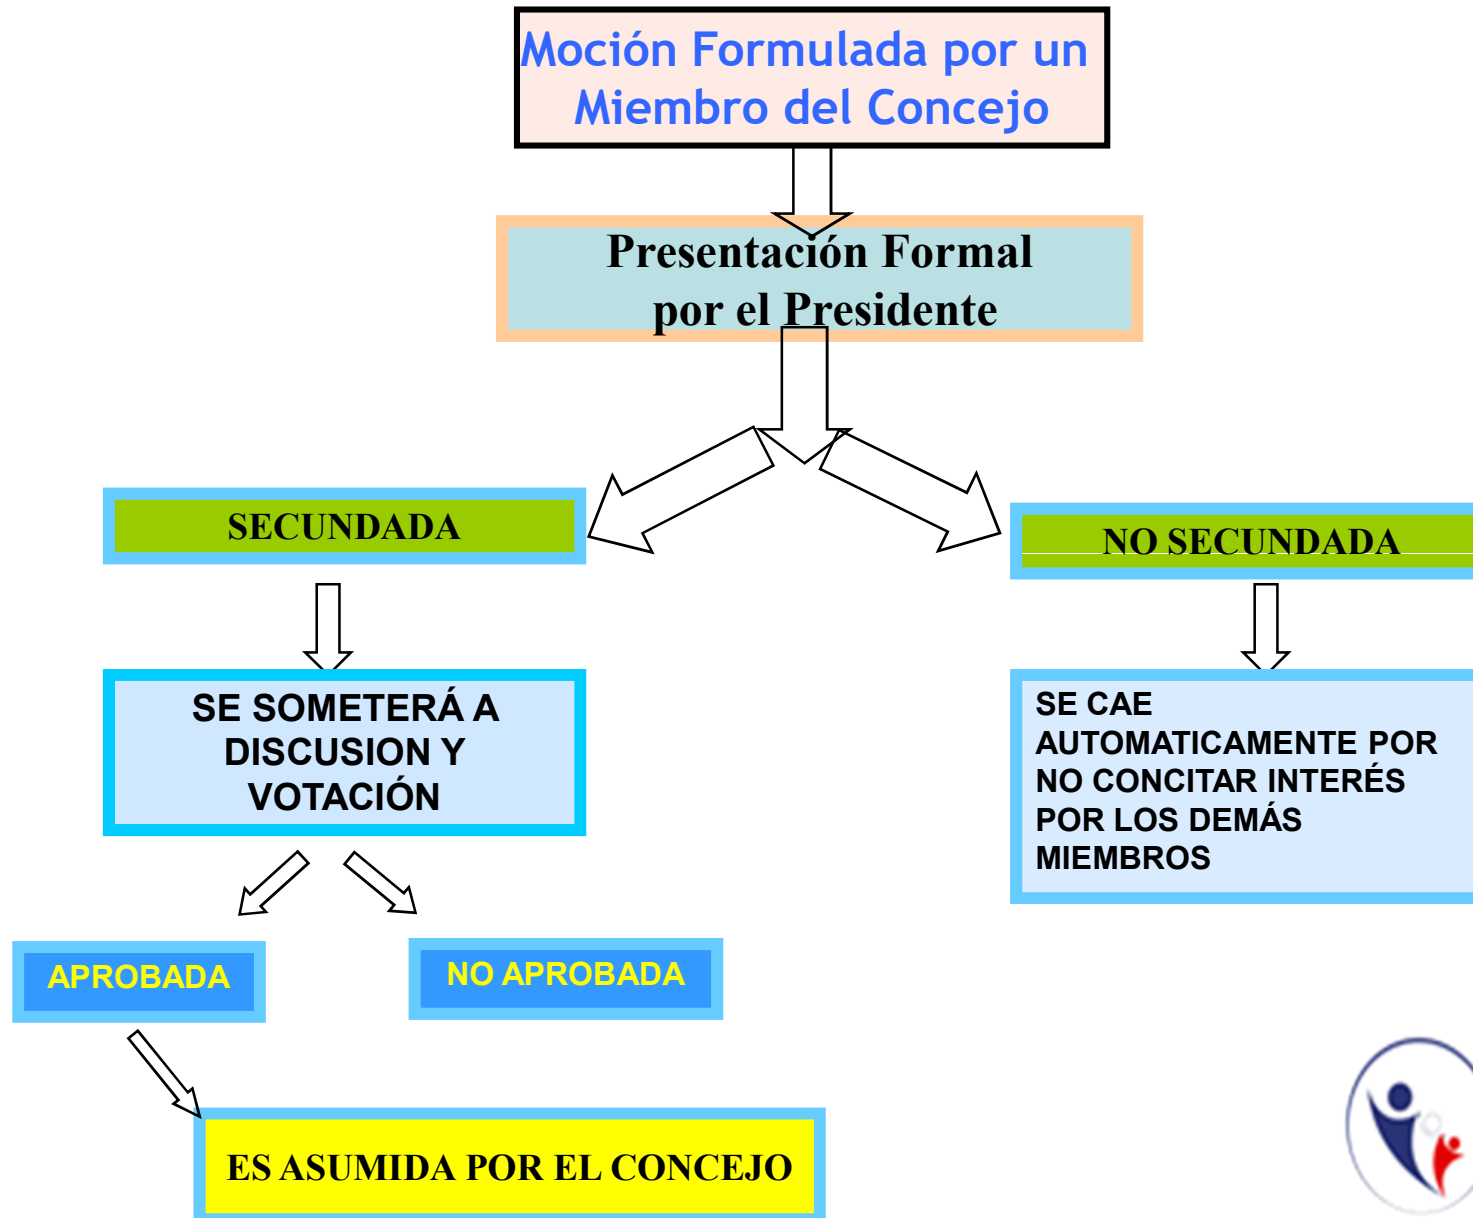 Moción Formulada por un
Miembro del Concejo
Presentación Formal
por el Presidente
SECUNDADA
NO SECUNDADA
SE SOMETERÁ A
DISCUSION Y
VOTACIÓN
SE CAE
AUTOMATICAMENTE POR
NO CONCITAR INTERÉS
POR LOS DEMÁS
MIEMBROS
APROBADA
NO APROBADA
ES ASUMIDA POR EL CONCEJO